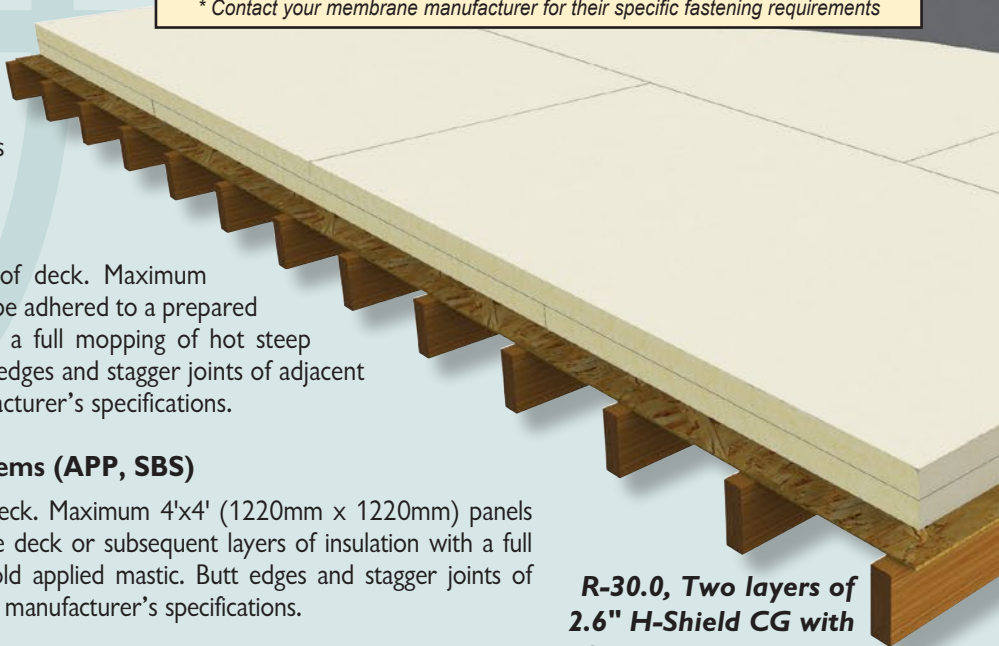 * Contact your membrane manufacturer for their specific fastening requirements
s
of deck. Maximum
be adhered to a prepared
a full mopping of hot steep
edges and stagger joints of adjacent
acturer's specifications.
ems (APP, SBS)
eck. Maximum 4'x4' (1220mm x 1220mm) panels
e deck or subsequent layers of insulation with a full
old applied mastic. Butt edges and stagger joints of
manufacturer's specifications.
R-30.0, Two layers of
2.6" H-Shield CG with